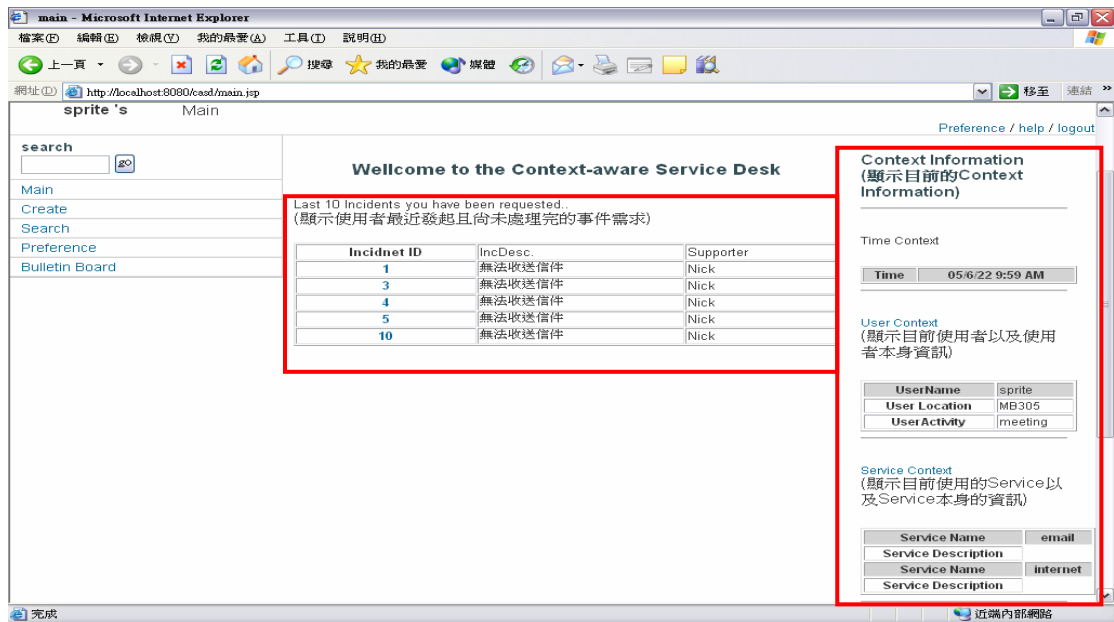 main - Microsoft Internet Explorer
檔案(F) 編輯(E) 檢視(V) 我的最愛(A) 工具(T) 說明(H)
上一頁 搜尋 我的最愛 媒體
網址(D) http://localhost:8080/casd/main.jsp 移至 連結 »
sprite 's Main
Preference / help / logout
search
go
Main
Create
Search
Preference
Bulletin Board
Wellcome to the Context-aware Service Desk
Last 10 Incidents you have been requested..
(顯示使用者最近發起且尚未處理完的事件需求)
Incidnet ID IncDesc. Supporter
1 無法收送信件 Nick
3 無法收送信件 Nick
4 無法收送信件 Nick
5 無法收送信件 Nick
10 無法收送信件 Nick
Context Information
(顯示目前的Context
Information)
Time Context
Time 05/6/22 9:59 AM
User Context
(顯示目前使用者以及使用
者本身資訊)
UserName sprite
User Location MB305
UserActivity meeting
Service Context
(顯示目前使用的Service以
及Service本身的資訊)
Service Name email
Service Description
Service Name internet
Service Description
完成 近端內部網路